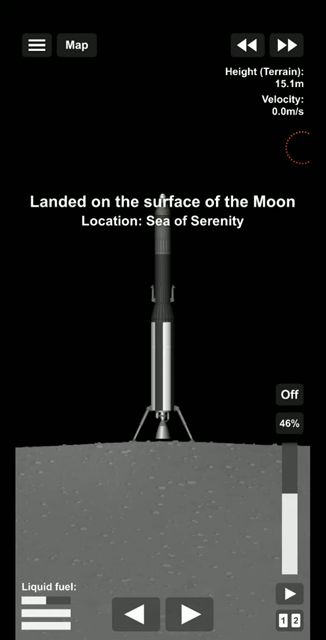 Map
Height (Terrain):
15.1m
Velocity:
0.0m/s
Landed on the surface of the Moon
Location: Sea of Serenity
Off
46%
Liquid fuel:
1 2